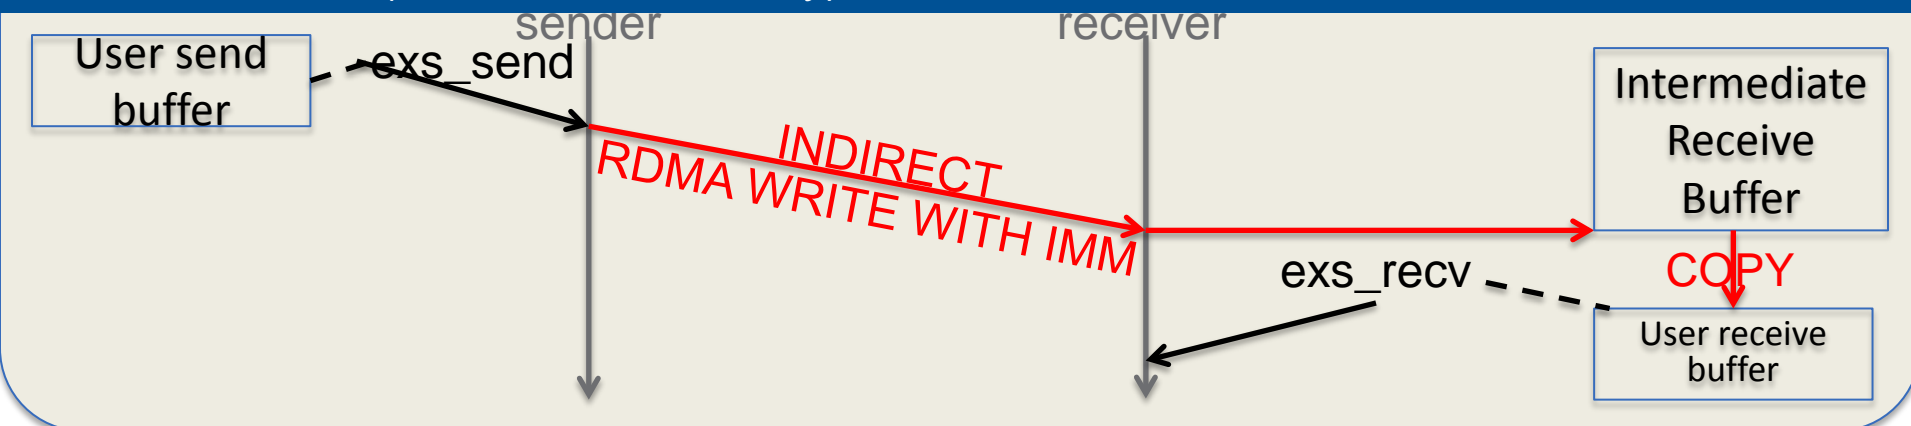 sender
receiver
User send
buffer
exs_send
Intermediate
Receive
Buffer
INDIRECT
RDMA WRITE WITH IMM
exs_recv
COPY
User receive
buffer